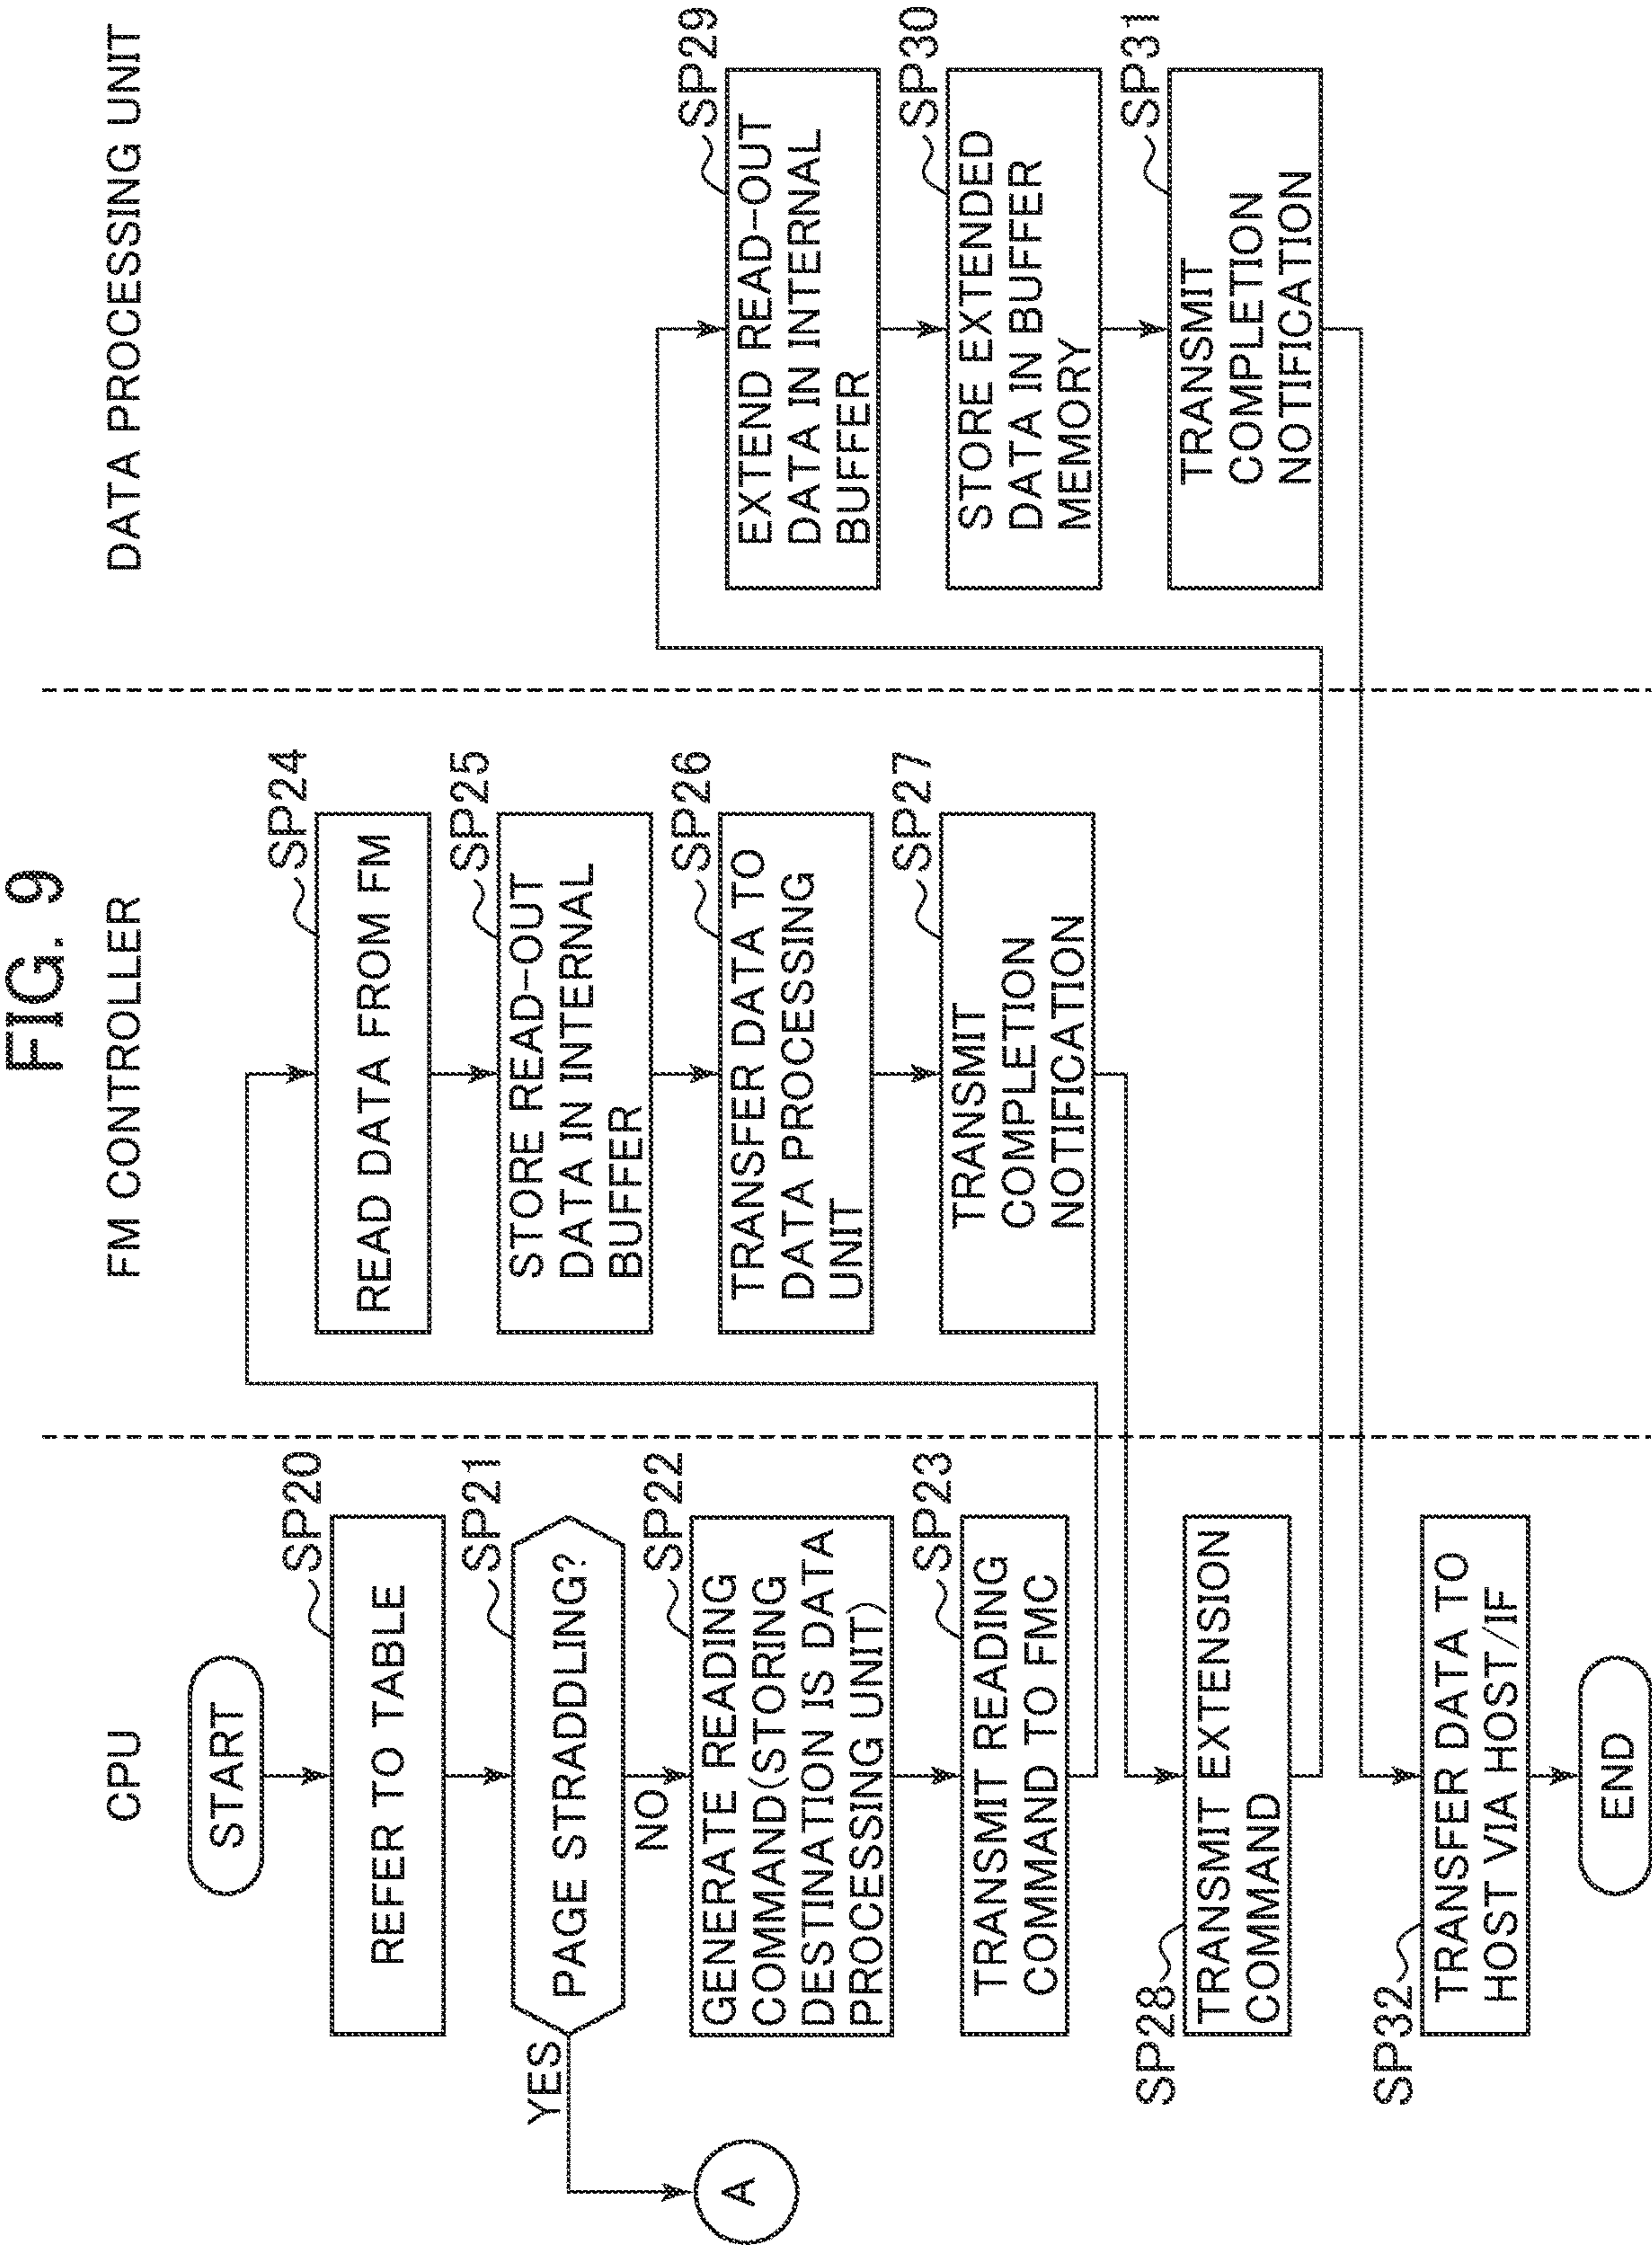 FIG. 9
CPU
FM CONTROLLER
DATA PROCESSING UNIT
START
SP20
REFER TO TABLE
SP21
PAGE STRADDLING?
YES
NO
A
SP22
GENERATE READING
COMMAND(STORING
DESTINATION IS DATA
PROCESSING UNIT)
SP23
TRANSMIT READING
COMMAND TO FMC
SP24
READ DATA FROM FM
SP25
STORE READ-OUT
DATA IN INTERNAL
BUFFER
SP26
TRANSFER DATA TO
DATA PROCESSING
UNIT
SP27
TRANSMIT
COMPLETION
NOTIFICATION
SP28
TRANSMIT EXTENSION
COMMAND
SP29
EXTEND READ-OUT
DATA IN INTERNAL
BUFFER
SP30
STORE EXTENDED
DATA IN BUFFER
MEMORY
SP31
TRANSMIT
COMPLETION
NOTIFICATION
SP32
TRANSFER DATA TO
HOST VIA HOST/IF
END